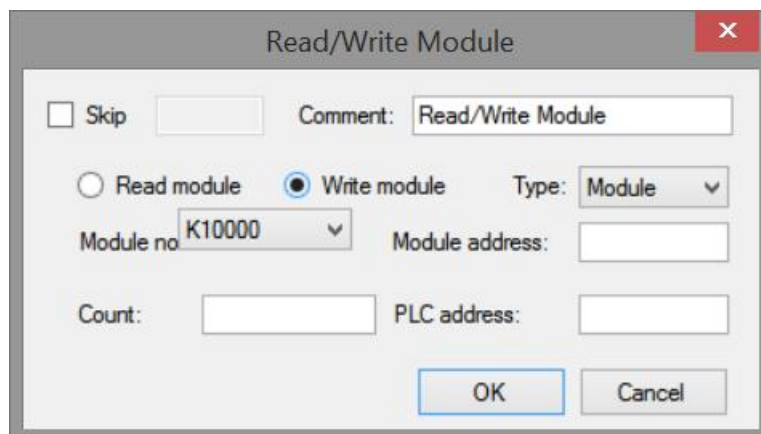 Read/Write Module
Skip Comment: Read/Write Module
Read module Write module Type: Module
Module no K10000 Module address:
Count: PLC address:
OK Cancel